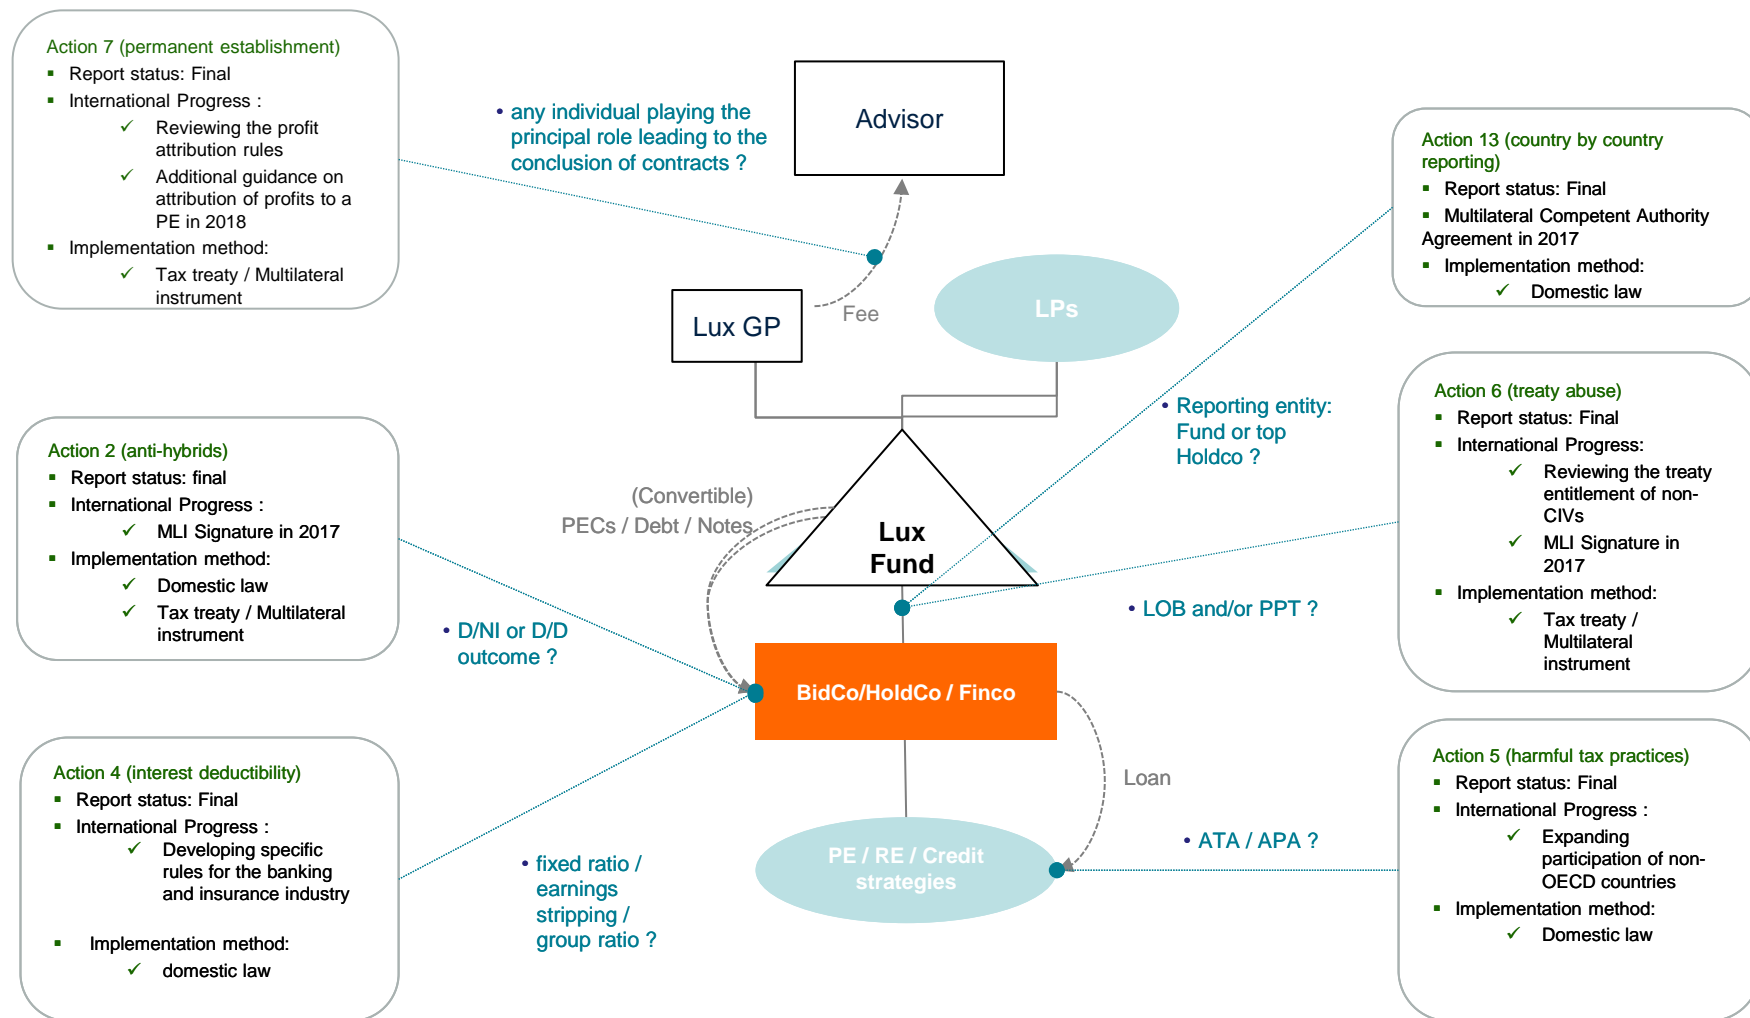 Action 7 (permanent establishment)
▪ Report status: Final
▪ International Progress :
✓ Reviewing the profit
attribution rules
✓ Additional guidance on
attribution of profits to a
PE in 2018
▪ Implementation method:
✓ Tax treaty / Multilateral
instrument
• any individual playing the
principal role leading to the
conclusion of contracts ?
Advisor
Action 13 (country by country
reporting)
▪ Report status: Final
▪ Multilateral Competent Authority
Agreement in 2017
▪ Implementation method:
✓ Domestic law
Lux GP
Fee
LPs
Action 2 (anti-hybrids)
▪ Report status: final
▪ International Progress :
✓ MLI Signature in 2017
▪ Implementation method:
✓ Domestic law
✓ Tax treaty / Multilateral
instrument
(Convertible)
PECs / Debt / Notes
Lux
Fund
• Reporting entity:
Fund or top
Holdco ?
Action 6 (treaty abuse)
▪ Report status: Final
▪ International Progress:
✓ Reviewing the treaty
entitlement of non-
CIVs
✓ MLI Signature in
2017
▪ Implementation method:
✓ Tax treaty /
Multilateral
instrument
• D/NI or D/D
outcome ?
• LOB and/or PPT ?
BidCo/HoldCo / Finco
Action 4 (interest deductibility)
▪ Report status: Final
▪ International Progress :
✓ Developing specific
rules for the banking
and insurance industry
▪ Implementation method:
✓ domestic law
• fixed ratio /
earnings
stripping /
group ratio ?
Loan
PE / RE / Credit
strategies
• ATA / APA ?
Action 5 (harmful tax practices)
▪ Report status: Final
▪ International Progress :
✓ Expanding
participation of non-
OECD countries
▪ Implementation method:
✓ Domestic law